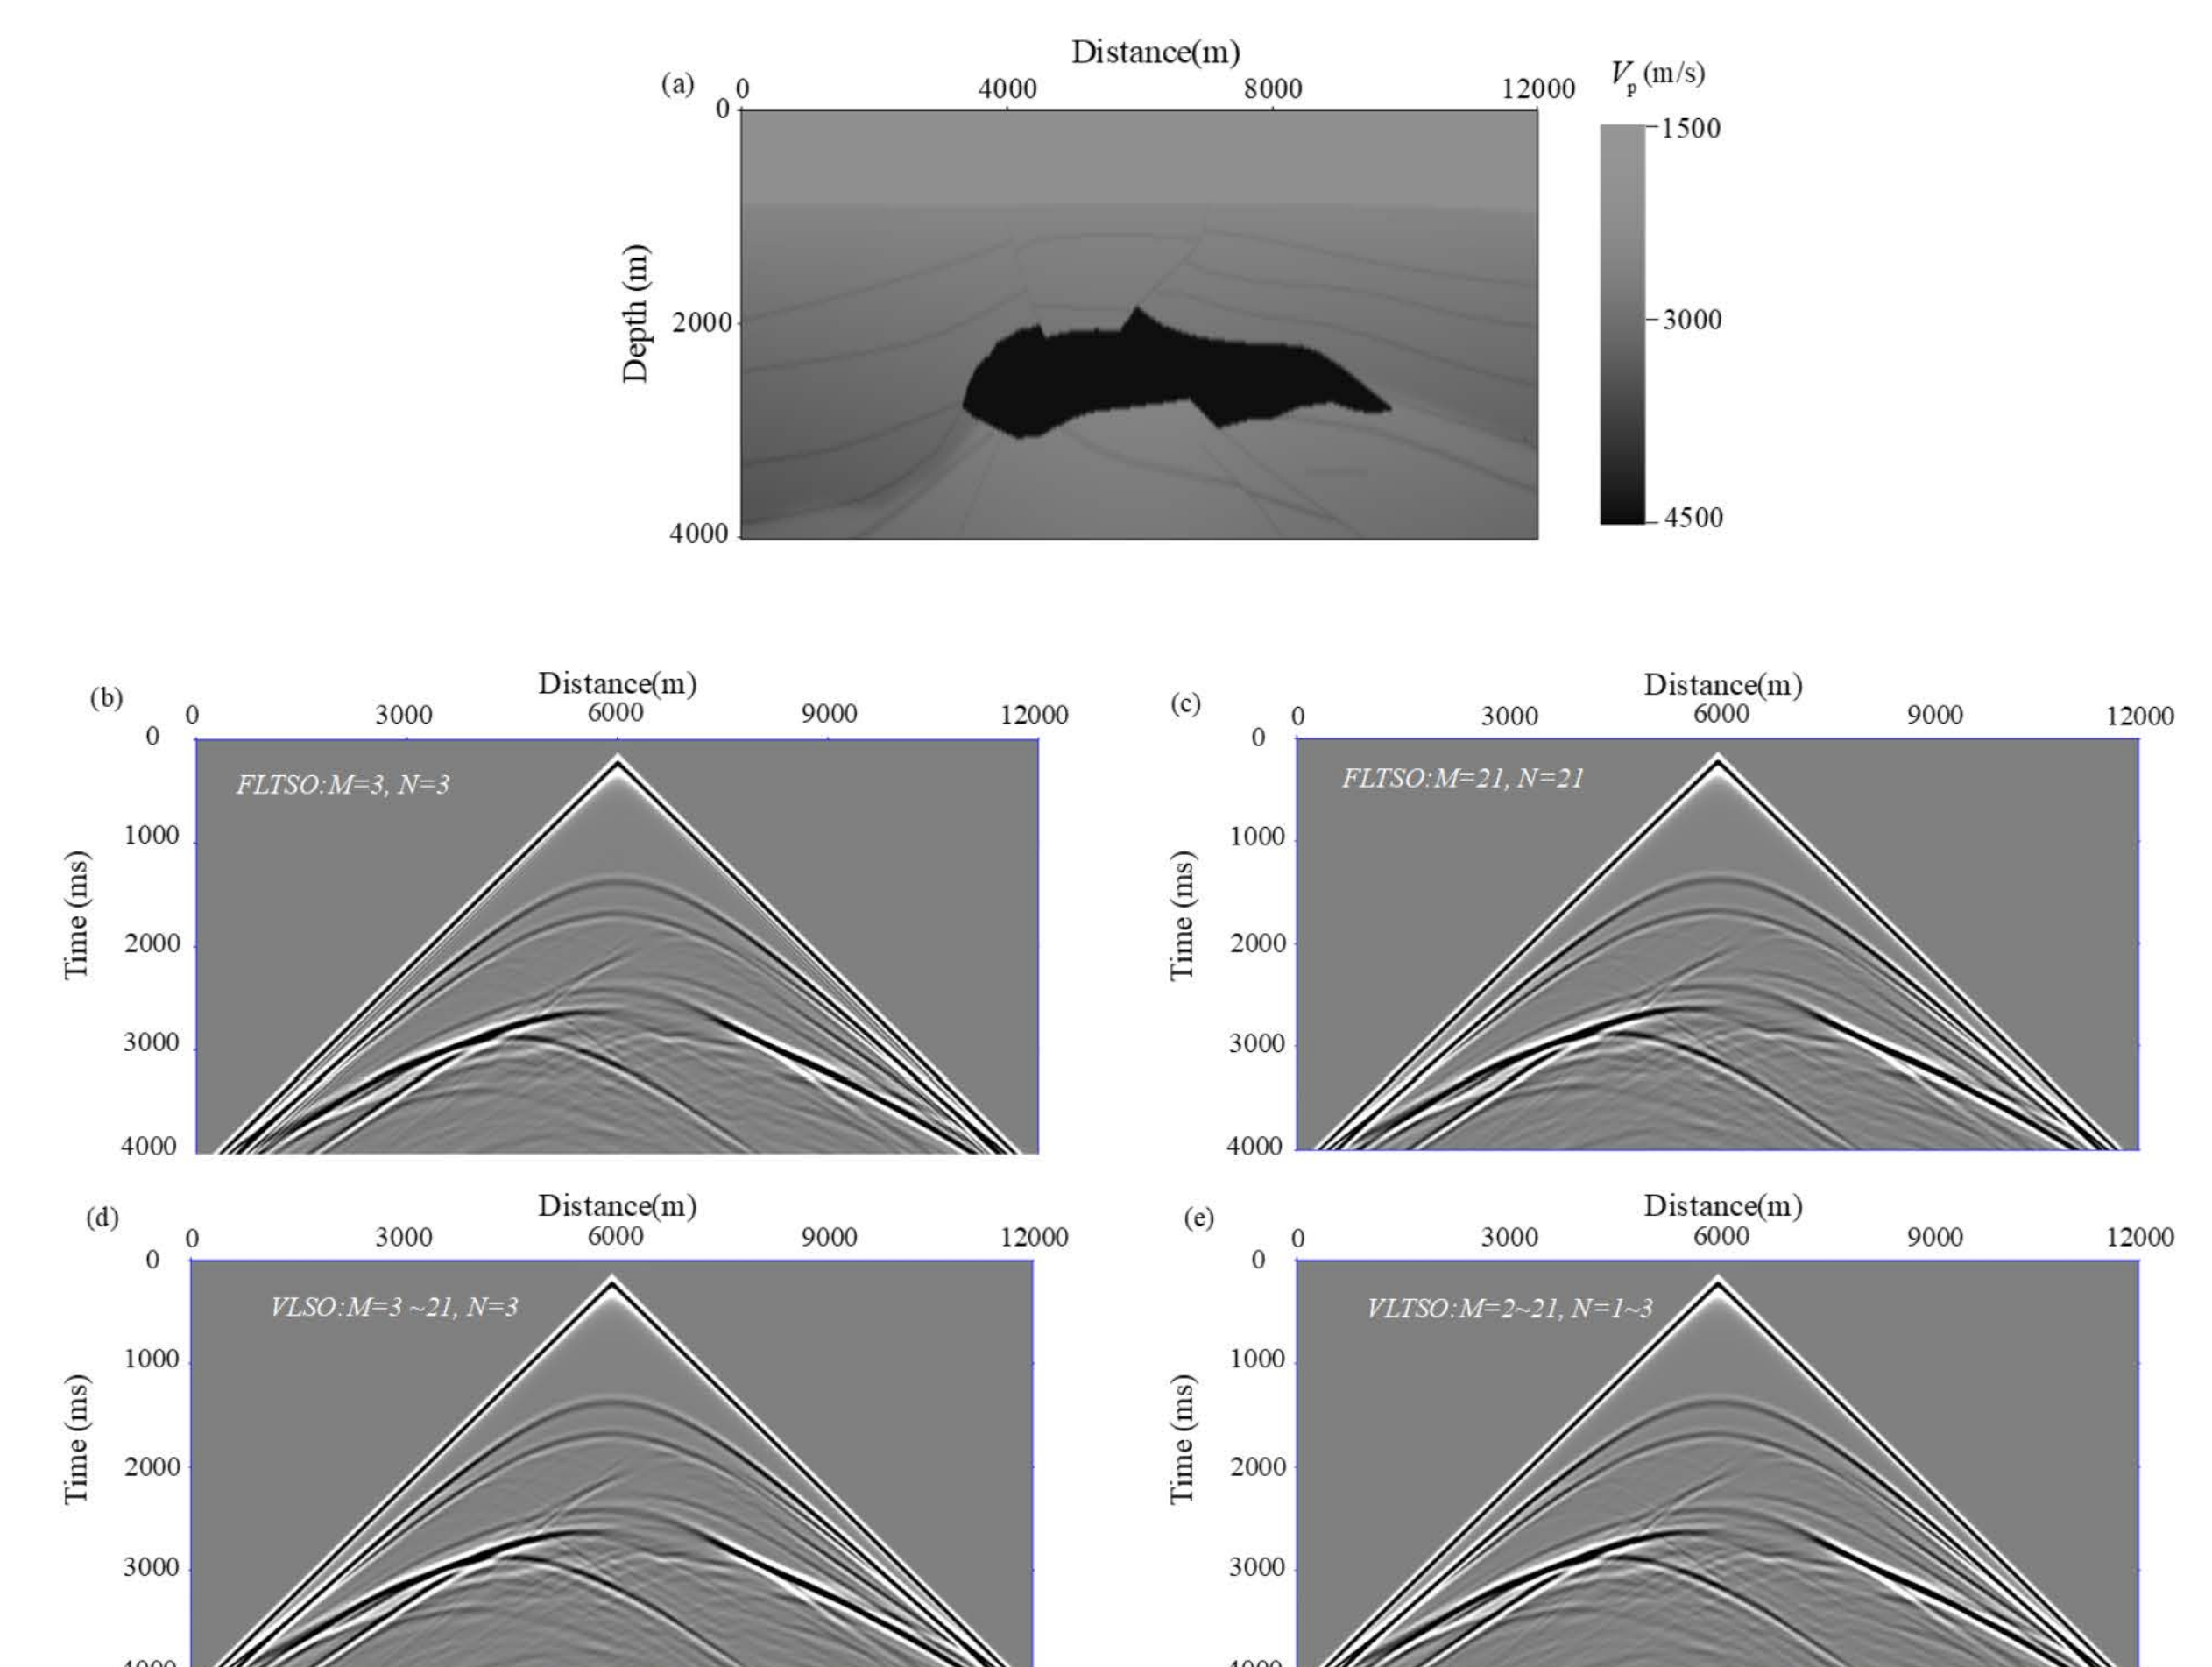 Distance(m)
(a) 0 4000 8000 12000 Vp (m/s)
0
1500
Depth (m)
2000
3000
4000
4500
Distance(m)
(b) 0 3000 6000 9000 12000
0
FLTSO:M=3, N=3
Time (ms)
1000
2000
3000
4000
Distance(m)
(c) 0 3000 6000 9000 12000
0
FLTSO:M=21, N=21
Time (ms)
1000
2000
3000
4000
Distance(m)
(d) 0 3000 6000 9000 12000
0
VLSO:M=3 ~21, N=3
Time (ms)
1000
2000
3000
Distance(m)
(e) 0 3000 6000 9000 12000
0
VLTSO:M=2~21, N=1~3
Time (ms)
1000
2000
3000